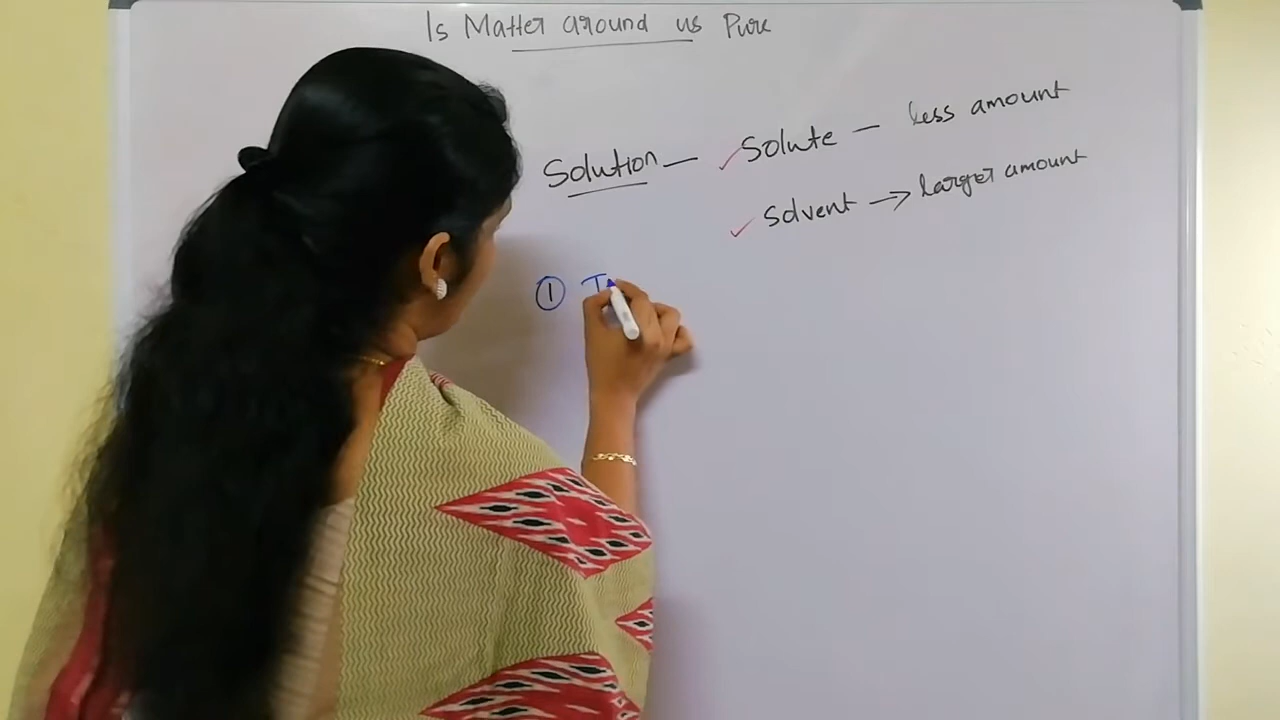 Is Matter around us Pure
Solution — ✓ Solute — less amount
✓ Solvent → larger amount
①